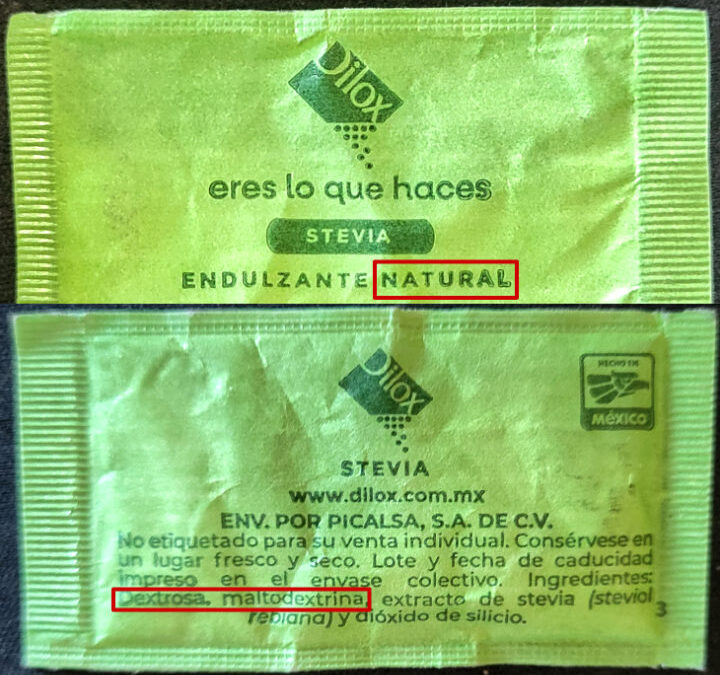 Dilox
eres lo que haces
STEVIA
ENDULZANTE NATURAL
Dilox
HECHO EN
MÉXICO
STEVIA
www.dilox.com.mx
ENV. POR PICALSA, S.A. DE C.V.
No etiquetado para su venta individual. Consérvese en
un lugar fresco y seco. Lote y fecha de caducidad
impreso en el envase colectivo. Ingredientes:
Dextrosa, maltodextrina, extracto de stevia (steviol
rebiana) y dióxido de silicio.
3